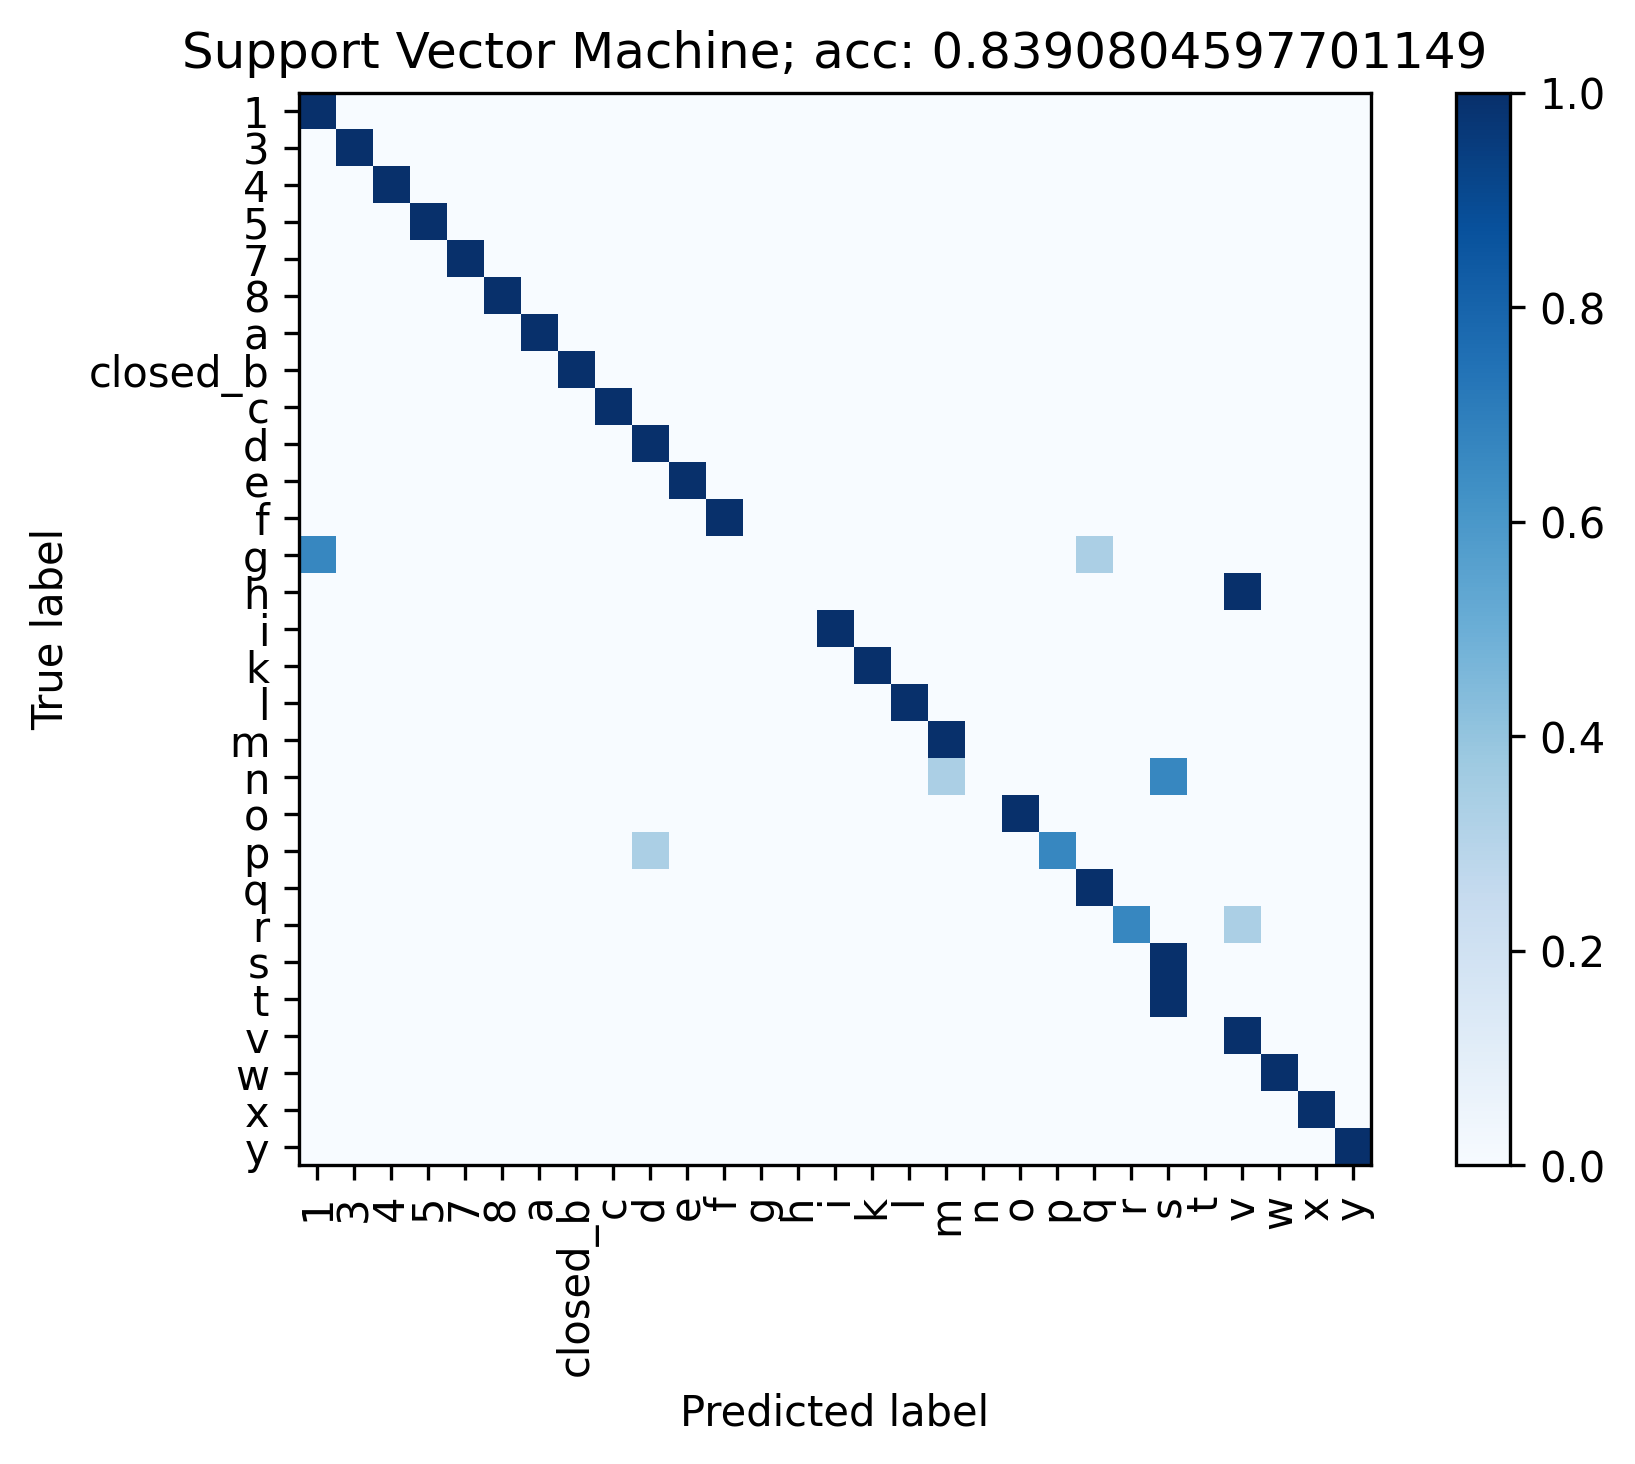 Support Vector Machine; acc: 0.8390804597701149
True label
1
3
4
5
7
8
a
closed_b
c
d
e
f
g
h
i
k
l
m
n
o
p
q
r
s
t
v
w
x
y
1 3 4 5 7 8 a closed_b c d e f g h i k l m n o p q r s t v w x y
Predicted label
1.0
0.8
0.6
0.4
0.2
0.0